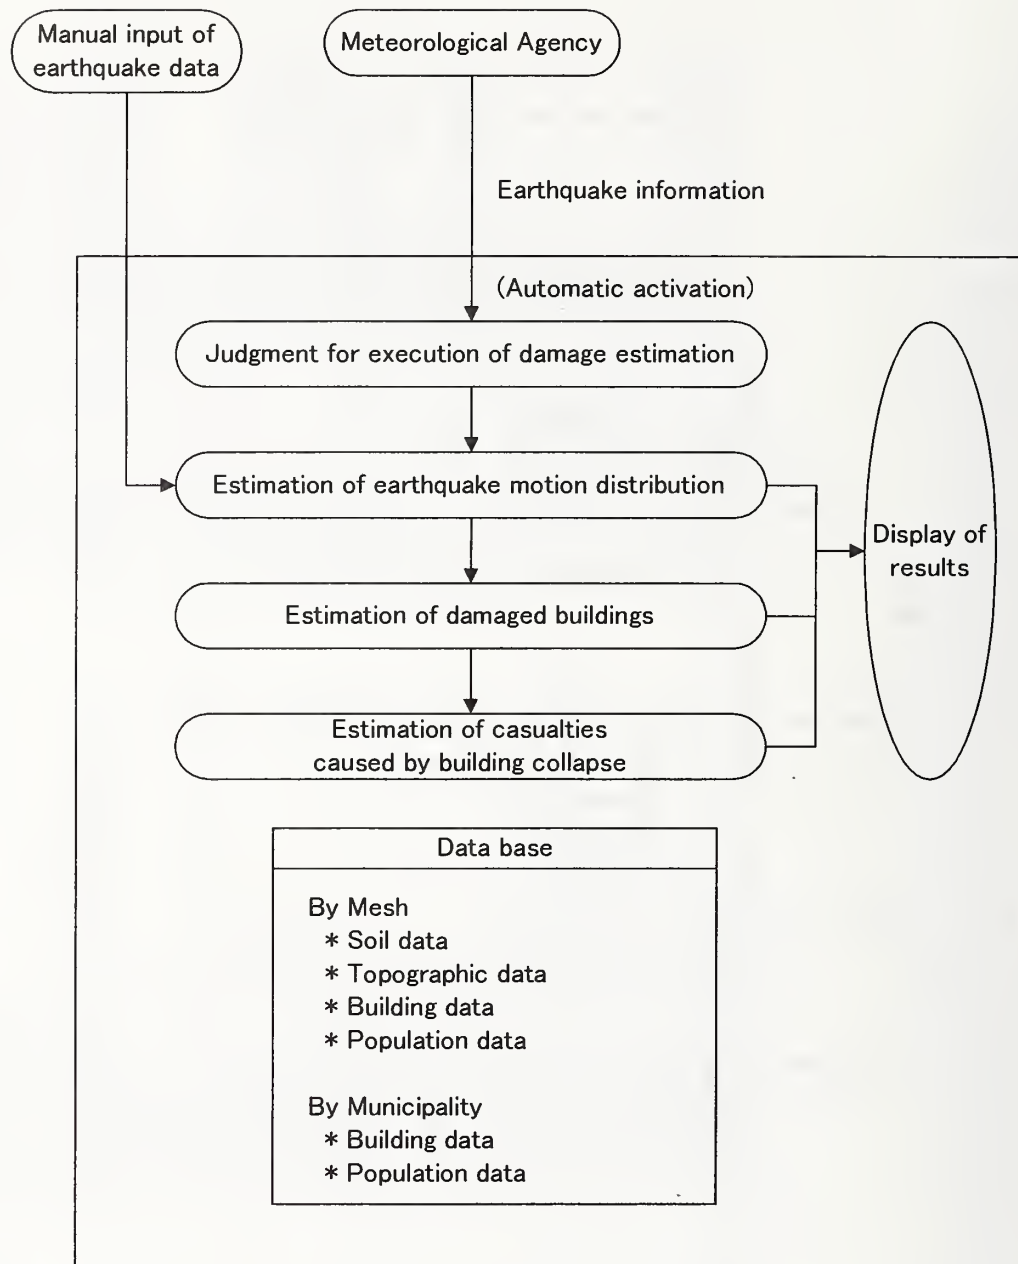 Manual input of
earthquake data
Meteorological Agency
Earthquake information
(Automatic activation)
Judgment for execution of damage estimation
Estimation of earthquake motion distribution
Estimation of damaged buildings
Estimation of casualties
caused by building collapse
Display of
results
Data base
By Mesh
* Soil data
* Topographic data
* Building data
* Population data
By Municipality
* Building data
* Population data